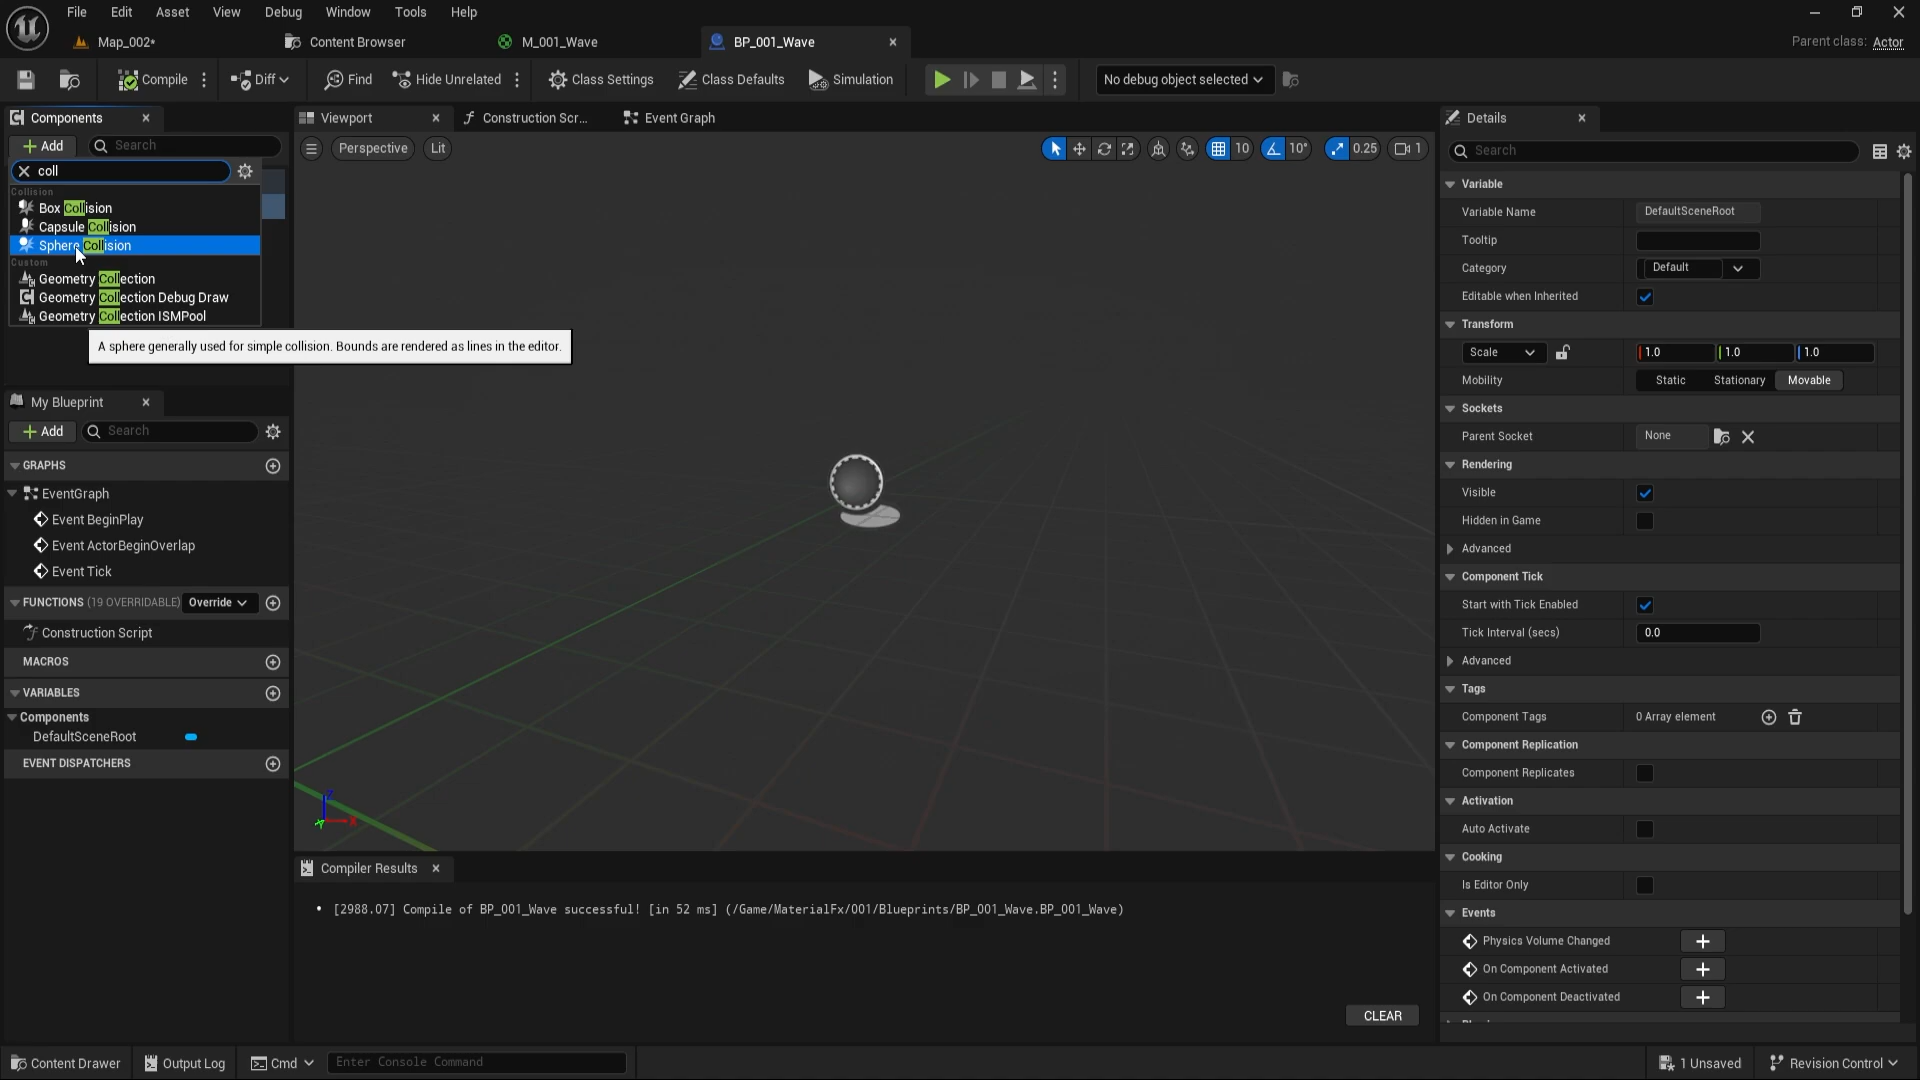 File Edit Asset View Debug Window Tools Help
Map_002*
Content Browser
M_001_Wave
BP_001_Wave
Parent class: Actor
Compile
Diff
Find
Hide Unrelated
Class Settings
Class Defaults
Simulation
No debug object selected
Components
Add
Search
coll
Collision
Box Collision
Capsule Collision
Sphere Collision
Custom
Geometry Collection
Geometry Collection Debug Draw
Geometry Collection ISMPool
A sphere generally used for simple collision. Bounds are rendered as lines in the editor.
My Blueprint
Add
Search
GRAPHS
EventGraph
Event BeginPlay
Event ActorBeginOverlap
Event Tick
FUNCTIONS (19 OVERRIDABLE) Override
Construction Script
MACROS
VARIABLES
Components
DefaultSceneRoot
EVENT DISPATCHERS
Viewport
Construction Scr...
Event Graph
Perspective
Lit
10
10°
0.25
1
Z
X
Y
Compiler Results
• [2988.07] Compile of BP_001_Wave successful! [in 52 ms] (/Game/MaterialFx/001/Blueprints/BP_001_Wave.BP_001_Wave)
CLEAR
Details
Search
Variable
Variable Name DefaultSceneRoot
Tooltip
Category Default
Editable when Inherited
Transform
Scale 1.0 1.0 1.0
Mobility Static Stationary Movable
Sockets
Parent Socket None
Rendering
Visible
Hidden in Game
Advanced
Component Tick
Start with Tick Enabled
Tick Interval (secs) 0.0
Advanced
Tags
Component Tags 0 Array element
Component Replication
Component Replicates
Activation
Auto Activate
Cooking
Is Editor Only
Events
Physics Volume Changed
On Component Activated
On Component Deactivated
Content Drawer
Output Log
Cmd
Enter Console Command
1 Unsaved
Revision Control